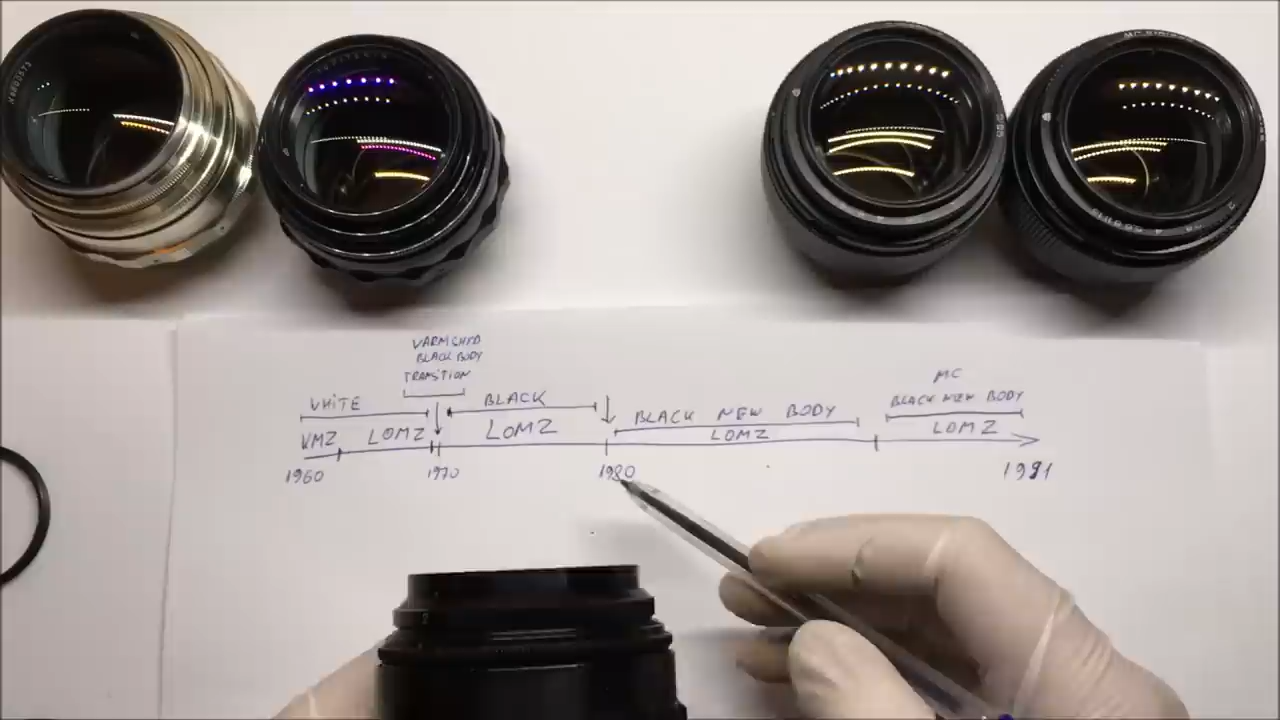 VARMSHYD
BLACK BODY
TRANSITION
WHITE
BLACK
BLACK NEW BODY
MC
BLACK NEW BODY
VMZ
LOMZ
LOMZ
LOMZ
LOMZ
1960
1970
1980
1991